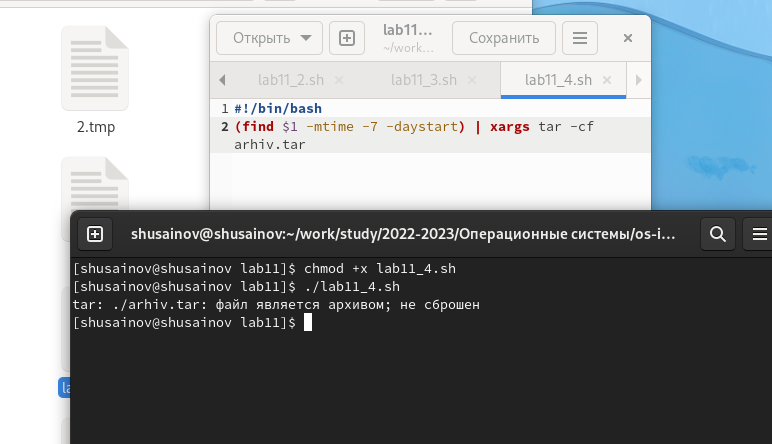 Открыть
lab11...
~/work...
Сохранить
2.tmp
lab11_2.sh
lab11_3.sh
lab11_4.sh
1 #!/bin/bash
2 (find $1 -mtime -7 -daystart) | xargs tar -cf
arhiv.tar
shusainov@shusainov:~/work/study/2022-2023/Операционные системы/os-i...
[shusainov@shusainov lab11]$ chmod +x lab11_4.sh
[shusainov@shusainov lab11]$ ./lab11_4.sh
tar: ./arhiv.tar: файл является архивом; не сброшен
[shusainov@shusainov lab11]$